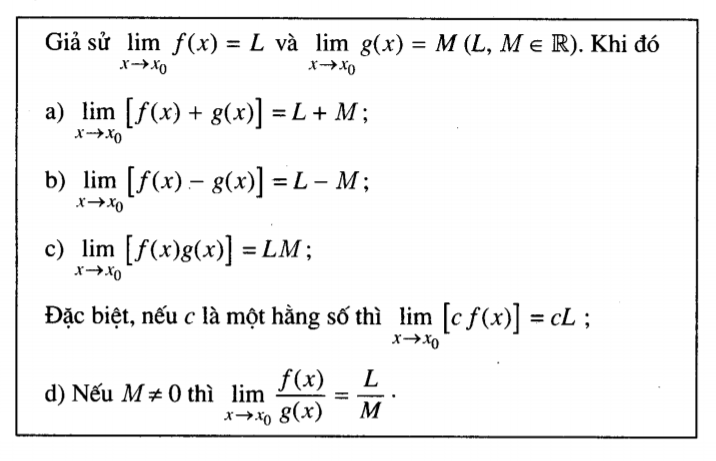 Giả sử lim_{x→x₀} f(x) = L và lim_{x→x₀} g(x) = M (L, M ∈ ℝ). Khi đó
a) lim_{x→x₀} [f(x) + g(x)] = L + M ;
b) lim_{x→x₀} [f(x) − g(x)] = L − M ;
c) lim_{x→x₀} [f(x)g(x)] = LM ;
Đặc biệt, nếu c là một hằng số thì lim_{x→x₀} [c f(x)] = cL ;
d) Nếu M ≠ 0 thì lim_{x→x₀} f(x)/g(x) = L/M .